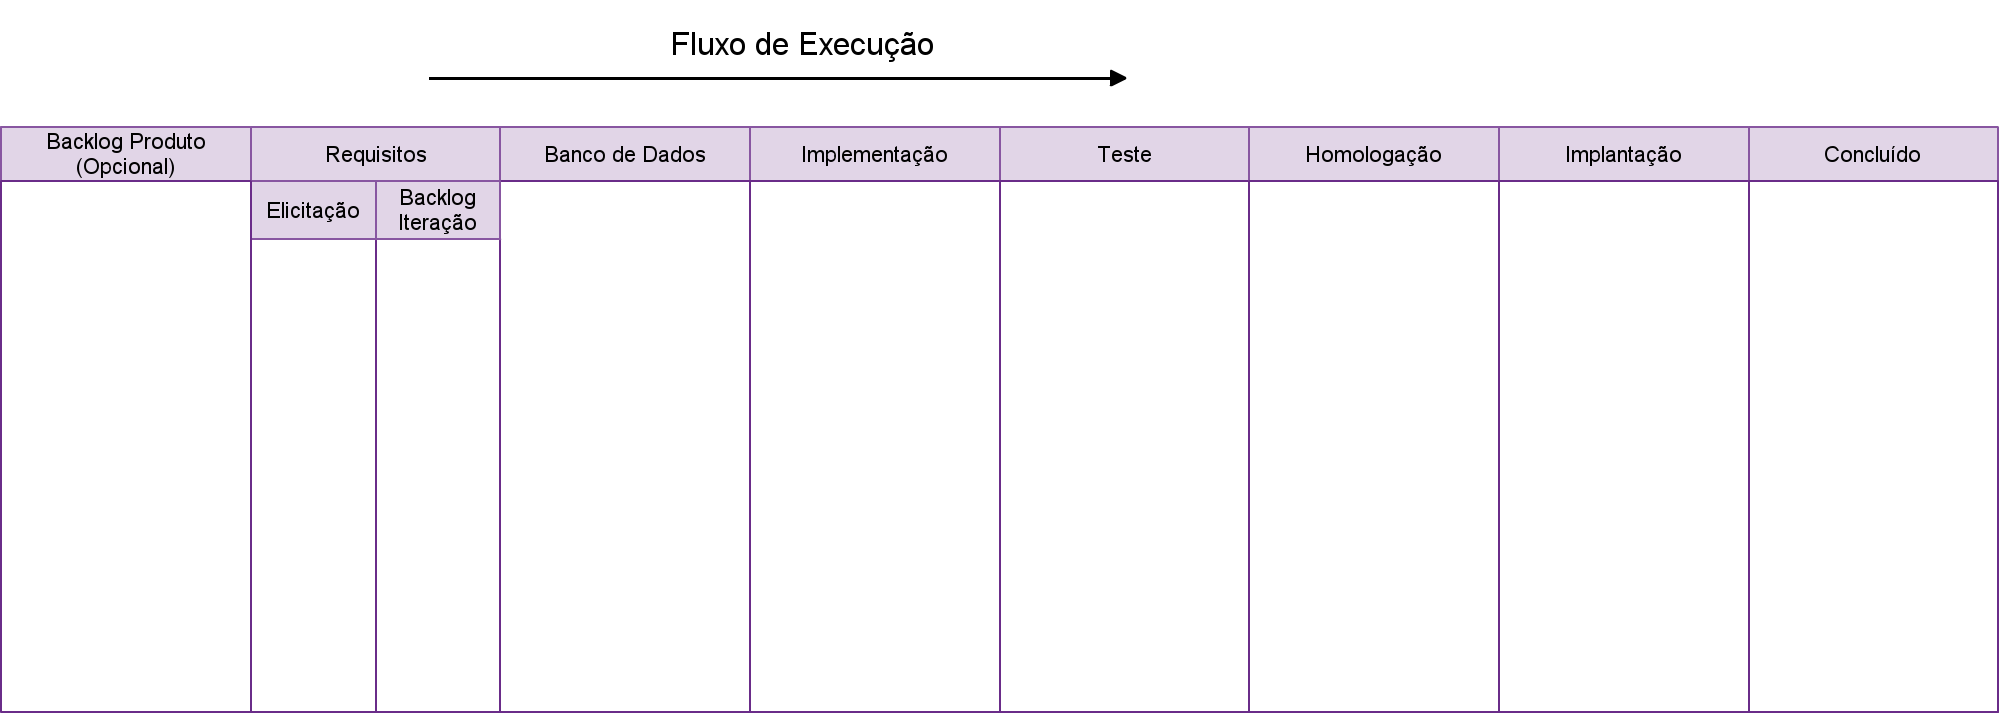 Fluxo de Execução
Backlog Produto
(Opcional)
Requisitos
Banco de Dados
Implementação
Teste
Homologação
Implantação
Concluído
Elicitação
Backlog
Iteração